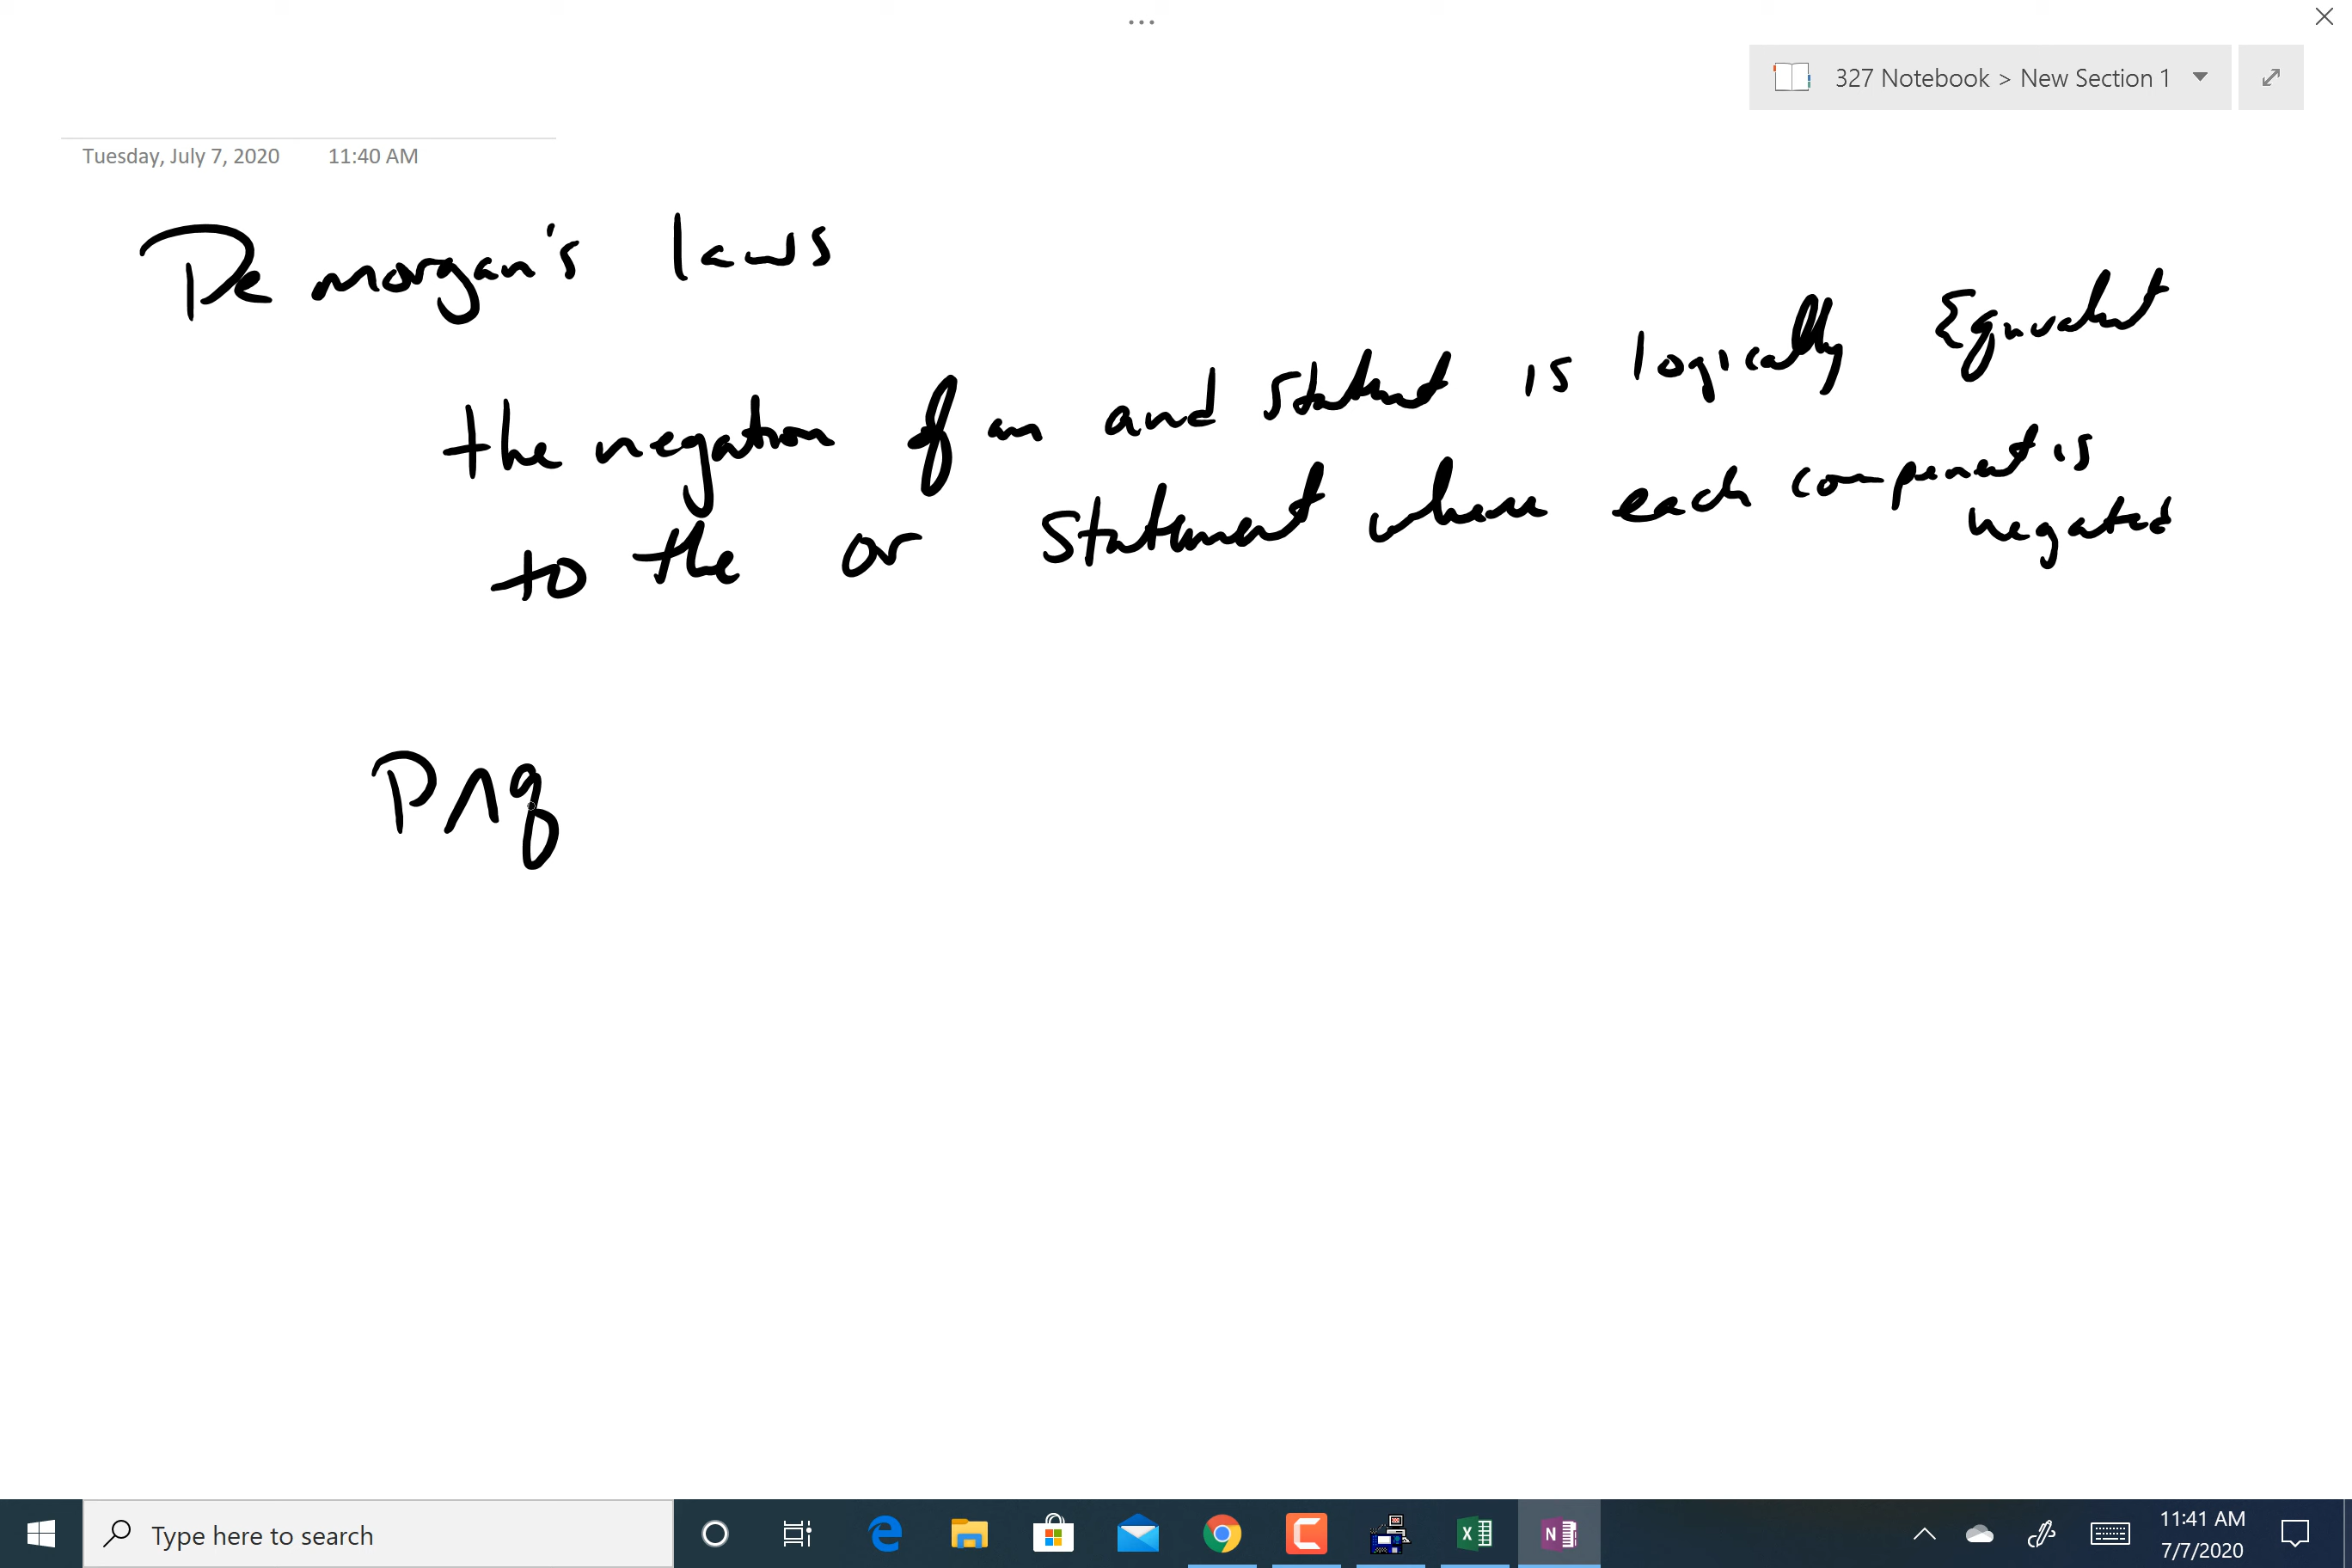 327 Notebook > New Section 1
Tuesday, July 7, 2020 11:40 AM
De morgan's laws
the negation of an and statement is logically Equivalent
to the or statement where each component is
negated
P∧q
Type here to search
11:41 AM
7/7/2020